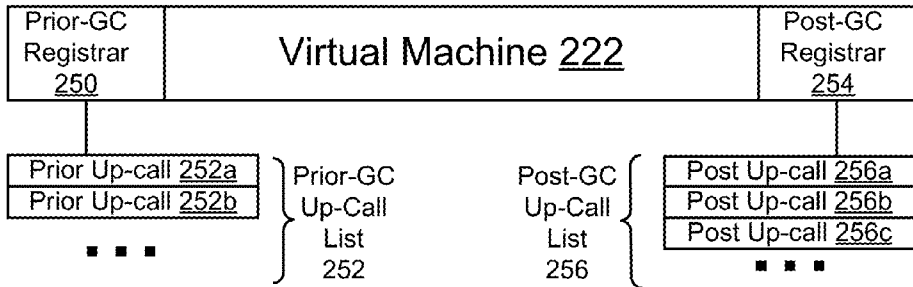 Prior-GC
Registrar
250
Virtual Machine 222
Post-GC
Registrar
254
Prior Up-call 252a
Prior Up-call 252b
Prior-GC
Up-Call
List
252
Post-GC
Up-Call
List
256
Post Up-call 256a
Post Up-call 256b
Post Up-call 256c